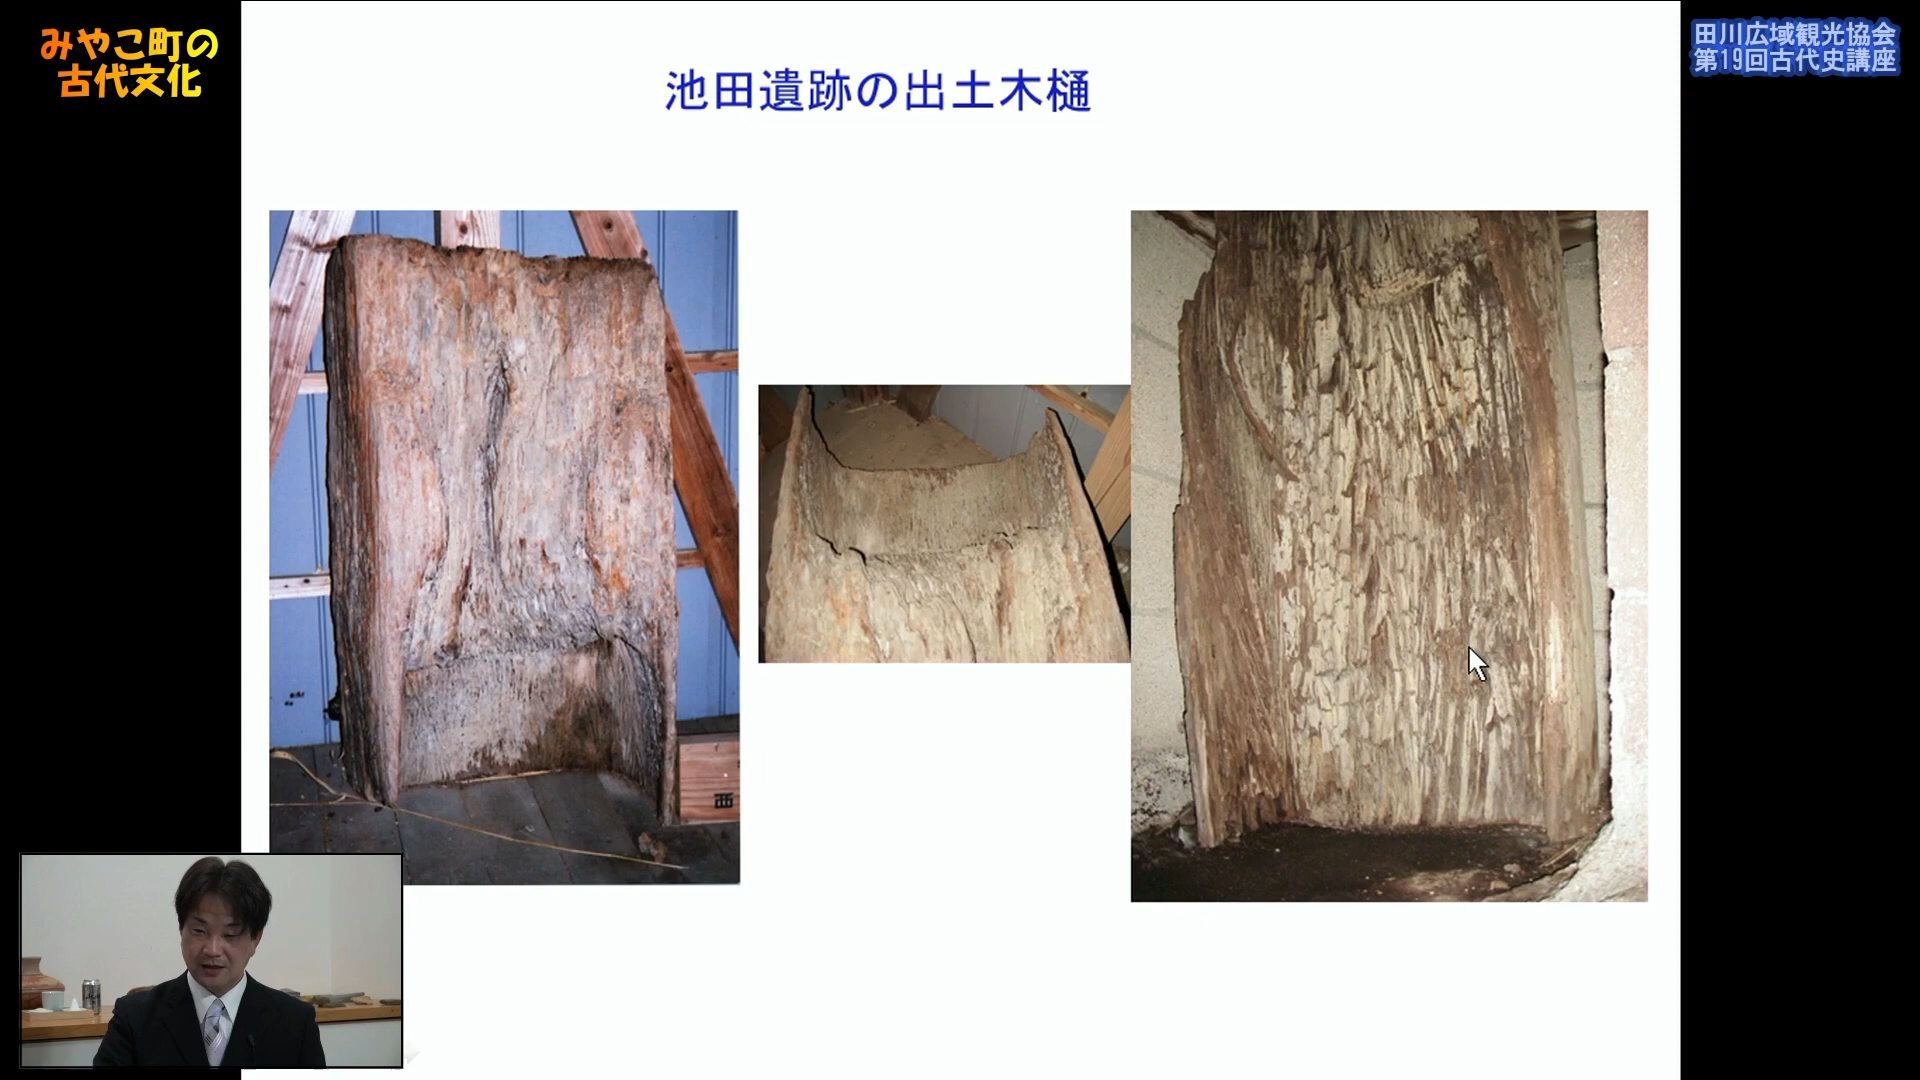 みやこ町の
古代文化
田川広域観光協会
第19回古代史講座
池田遺跡の出土木樋
西